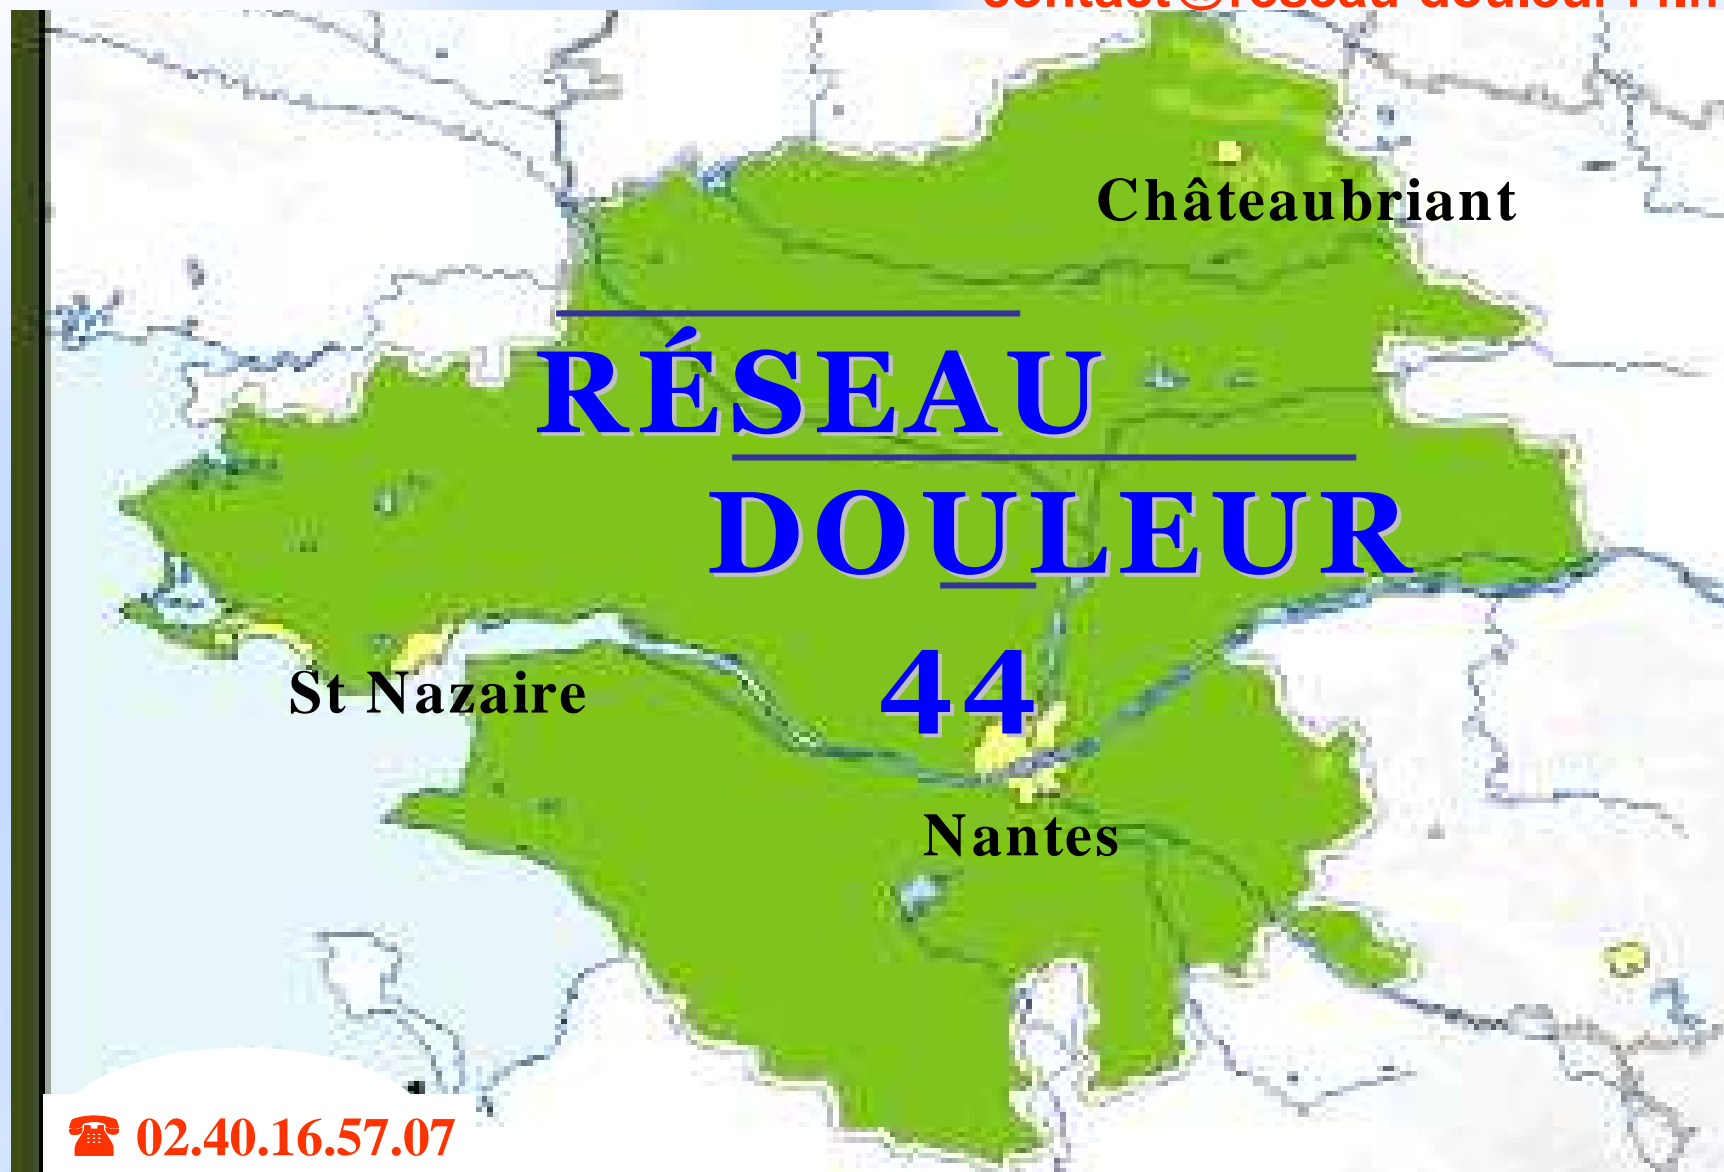 Châteaubriant
RÉSEAU
DOULEUR
44
St Nazaire
Nantes
☎ 02.40.16.57.07